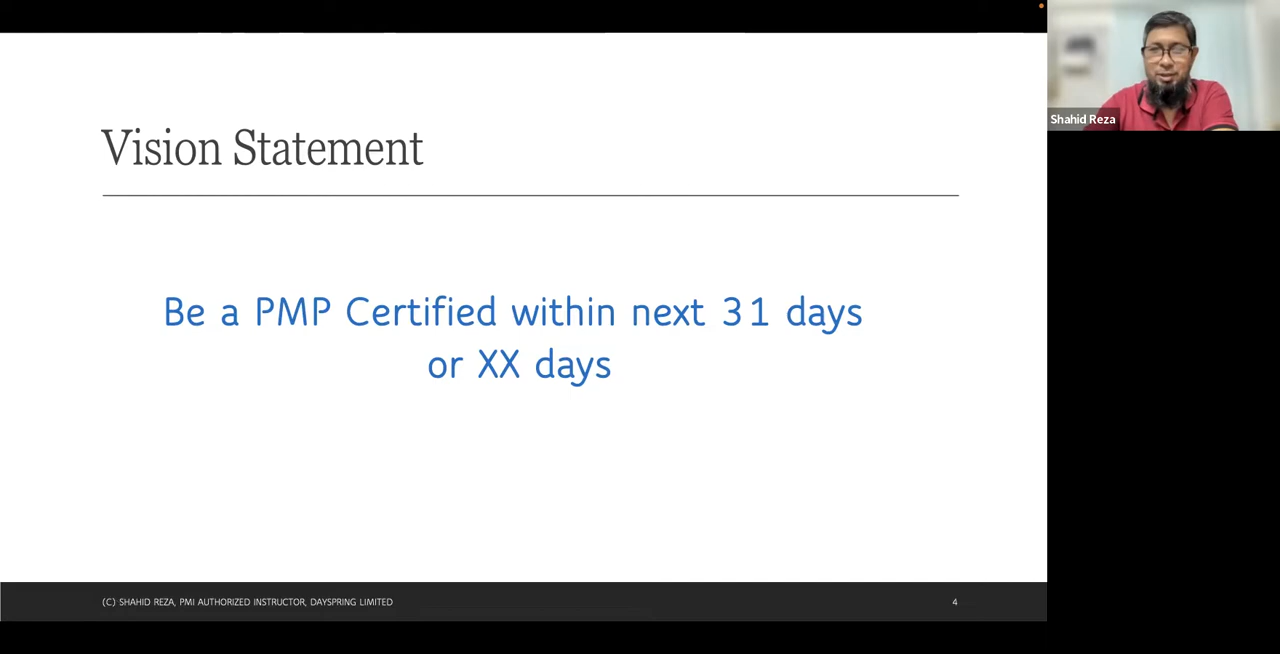 Vision Statement
Be a PMP Certified within next 31 days
or XX days
(C) SHAHID REZA, PMI AUTHORIZED INSTRUCTOR, DAYSPRING LIMITED
4
Shahid Reza